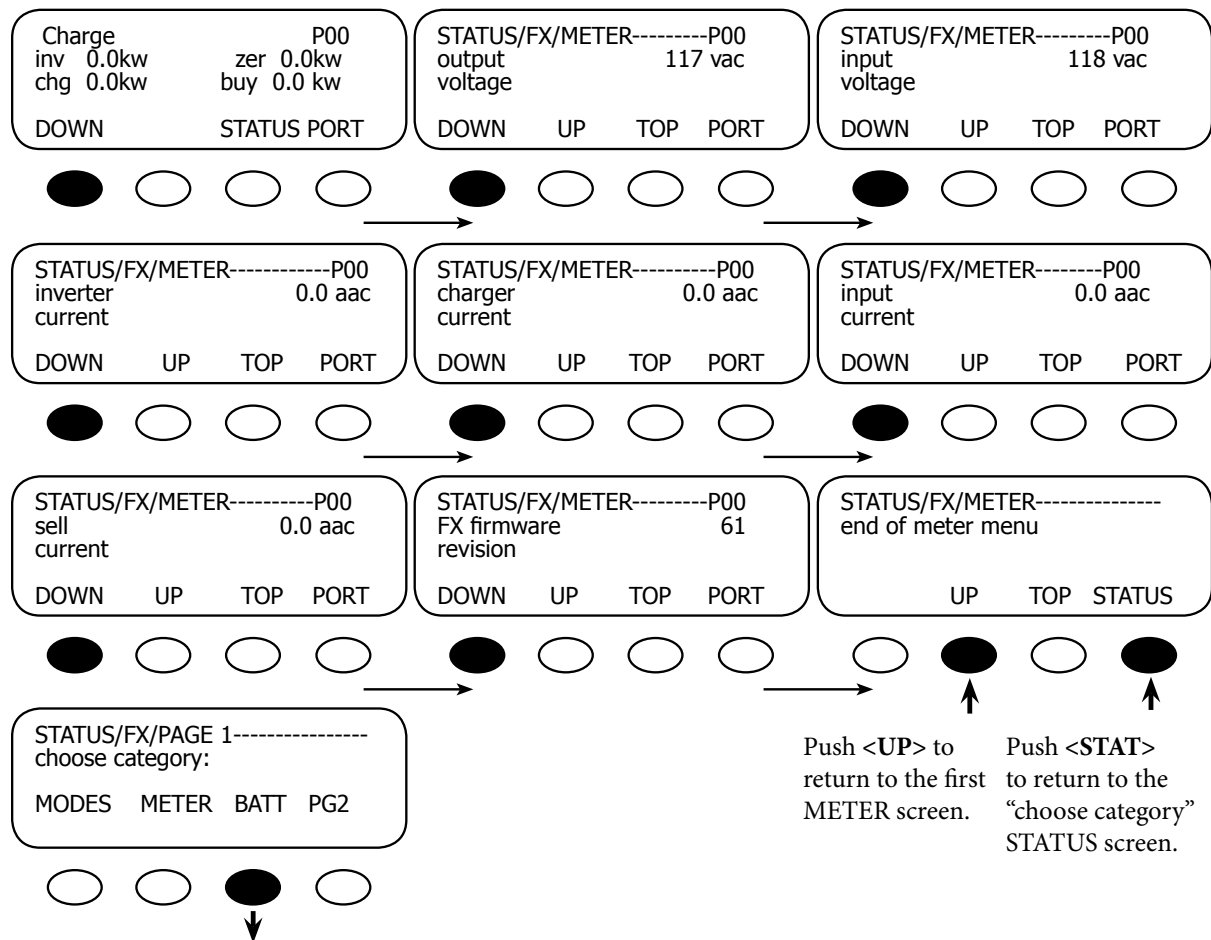 Charge P00
inv 0.0kw zer 0.0kw
chg 0.0kw buy 0.0 kw
DOWN STATUS PORT
STATUS/FX/METER---------P00
output 117 vac
voltage
DOWN UP TOP PORT
STATUS/FX/METER---------P00
input 118 vac
voltage
DOWN UP TOP PORT
STATUS/FX/METER------------P00
inverter 0.0 aac
current
DOWN UP TOP PORT
STATUS/FX/METER----------P00
charger 0.0 aac
current
DOWN UP TOP PORT
STATUS/FX/METER--------P00
input 0.0 aac
current
DOWN UP TOP PORT
STATUS/FX/METER----------P00
sell 0.0 aac
current
DOWN UP TOP PORT
STATUS/FX/METER---------P00
FX firmware 61
revision
DOWN UP TOP PORT
STATUS/FX/METER---------------
end of meter menu
UP TOP STATUS
STATUS/FX/PAGE 1----------------
choose category:
MODES METER BATT PG2
Push <UP> to
return to the first
METER screen.
Push <STAT>
to return to the
“choose category”
STATUS screen.